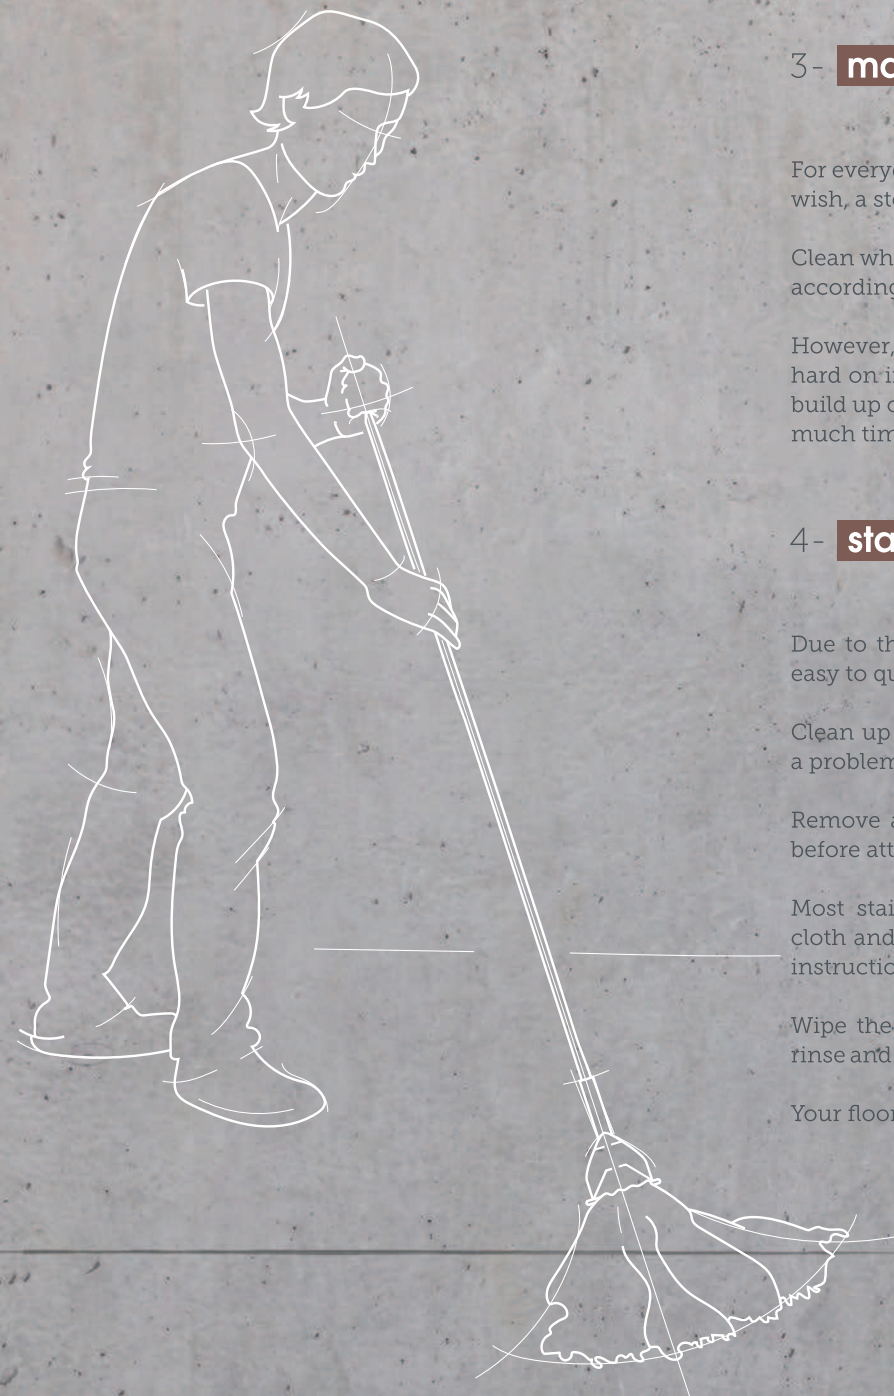 3- ma
For every
wish, a st
Clean wh
according
However,
hard on i
build up o
much tim
4- sta
Due to th
easy to qu
Clean up
a problem
Remove a
before att
Most stai
cloth and
instructio
Wipe the
rinse and
Your floor